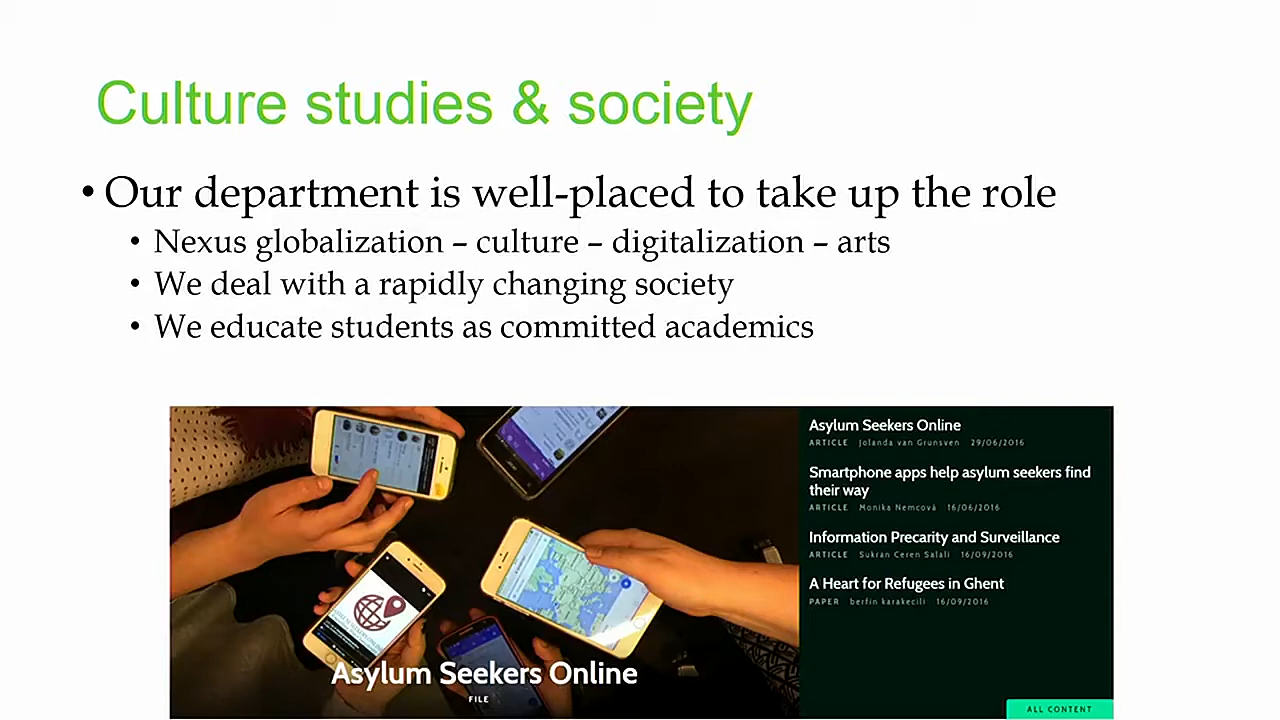 Culture studies & society
• Our department is well-placed to take up the role
• Nexus globalization – culture – digitalization – arts
• We deal with a rapidly changing society
• We educate students as committed academics
Asylum Seekers Online
FILE
Asylum Seekers Online
ARTICLE Jolanda van Grunsven 29/06/2016
Smartphone apps help asylum seekers find
their way
ARTICLE Monika Nemcová 16/06/2016
Information Precarity and Surveillance
ARTICLE Sukran Ceren Salali 16/09/2016
A Heart for Refugees in Ghent
PAPER berfin karakecili 16/09/2016
ALL CONTENT